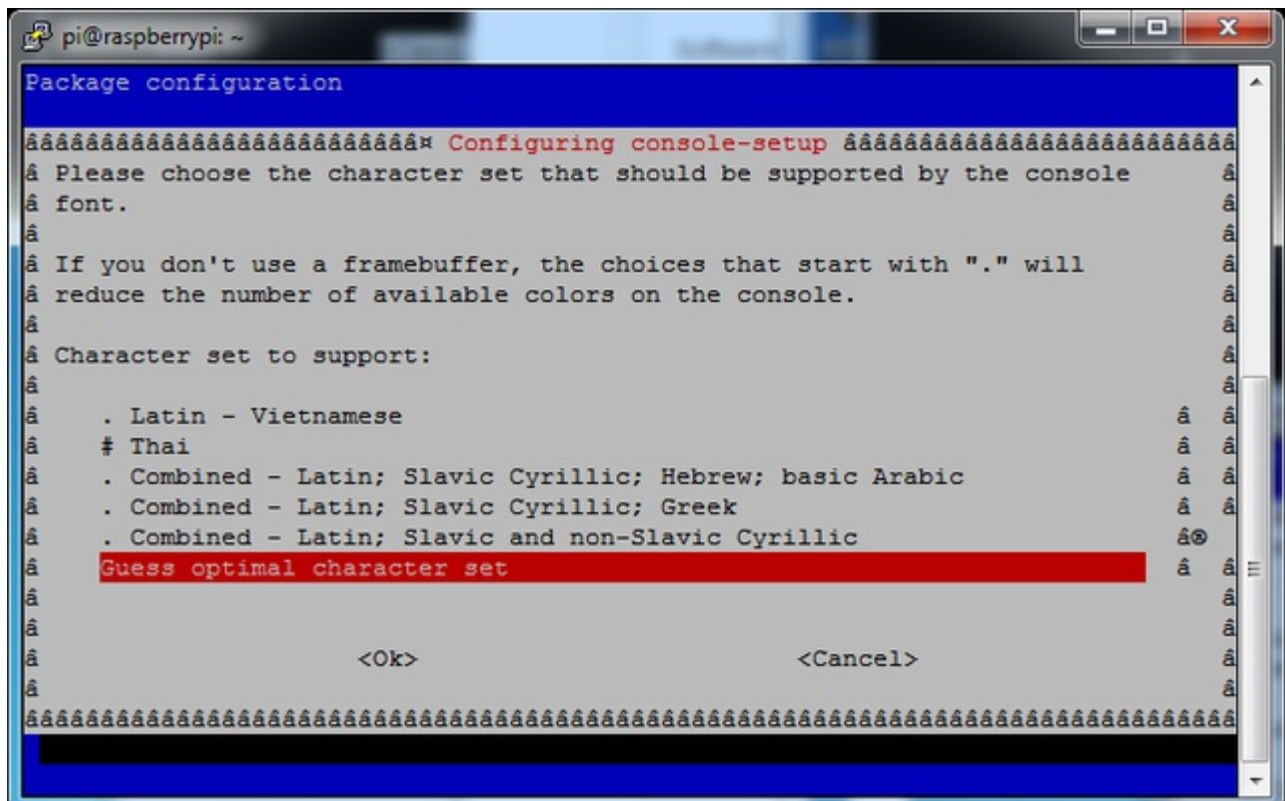 pi@raspberrypi: ~
Package configuration
ââââââââââââââââââââââââââ¤ Configuring console-setup ââââââââââââââââââââââââââ
â Please choose the character set that should be supported by the console â
â font. â
â â
â If you don't use a framebuffer, the choices that start with "." will â
â reduce the number of available colors on the console. â
â â
â Character set to support: â
â â
â . Latin - Vietnamese â â
â # Thai â â
â . Combined - Latin; Slavic Cyrillic; Hebrew; basic Arabic â â
â . Combined - Latin; Slavic Cyrillic; Greek â â
â . Combined - Latin; Slavic and non-Slavic Cyrillic â®
â Guess optimal character set â â
â â
â â
â <Ok> <Cancel> â
â â
ââââââââââââââââââââââââââââââââââââââââââââââââââââââââââââââââââââââââââââââââ